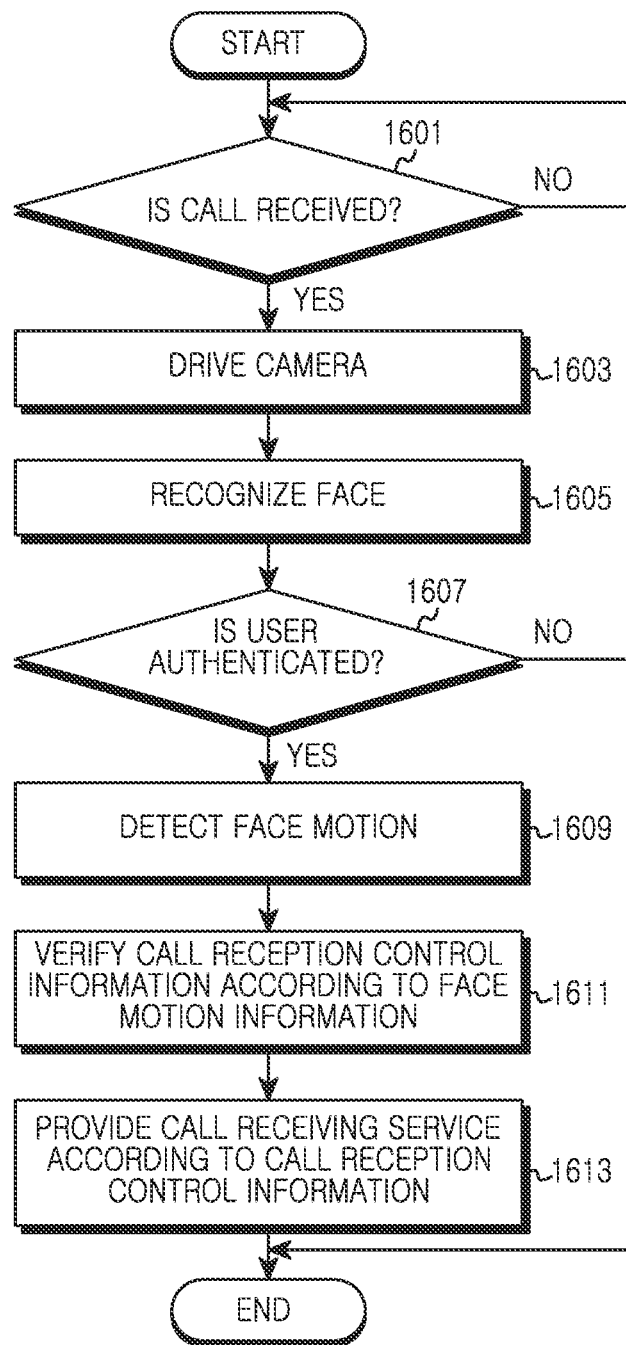 START
1601
IS CALL RECEIVED?
NO
YES
DRIVE CAMERA
1603
RECOGNIZE FACE
1605
1607
IS USER
AUTHENTICATED?
NO
YES
DETECT FACE MOTION
1609
VERIFY CALL RECEPTION CONTROL
INFORMATION ACCORDING TO FACE
MOTION INFORMATION
1611
PROVIDE CALL RECEIVING SERVICE
ACCORDING TO CALL RECEPTION
CONTROL INFORMATION
1613
END